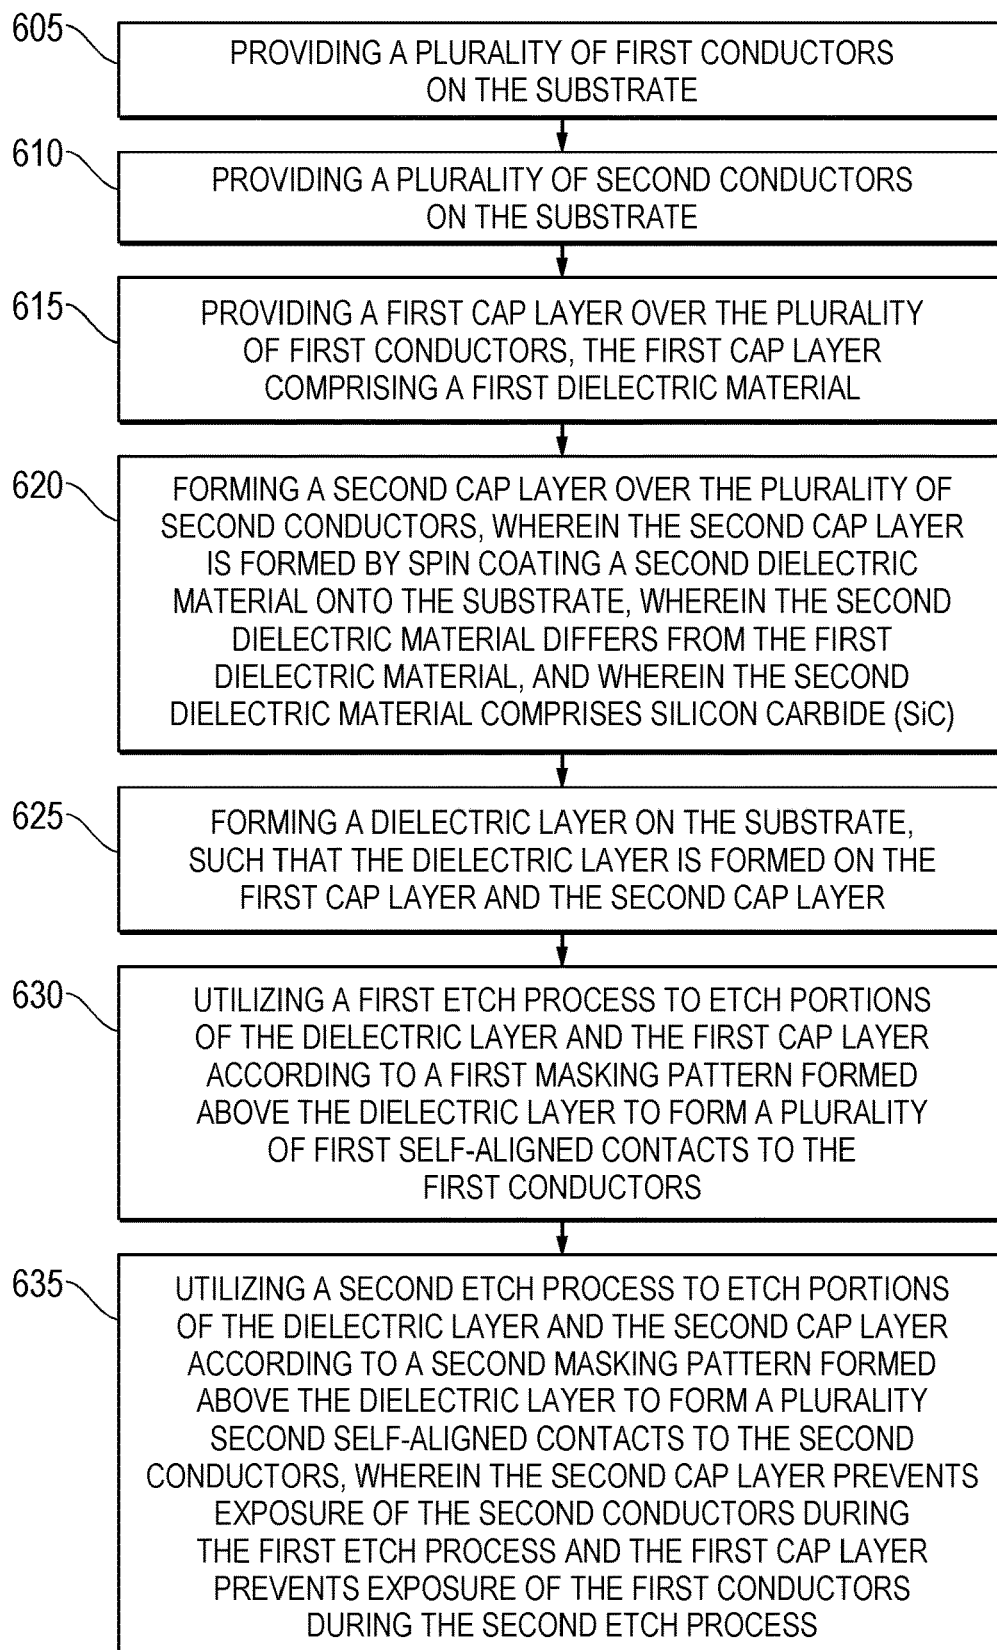 605
PROVIDING A PLURALITY OF FIRST CONDUCTORS
ON THE SUBSTRATE
610
PROVIDING A PLURALITY OF SECOND CONDUCTORS
ON THE SUBSTRATE
615
PROVIDING A FIRST CAP LAYER OVER THE PLURALITY
OF FIRST CONDUCTORS, THE FIRST CAP LAYER
COMPRISING A FIRST DIELECTRIC MATERIAL
620
FORMING A SECOND CAP LAYER OVER THE PLURALITY OF
SECOND CONDUCTORS, WHEREIN THE SECOND CAP LAYER
IS FORMED BY SPIN COATING A SECOND DIELECTRIC
MATERIAL ONTO THE SUBSTRATE, WHEREIN THE SECOND
DIELECTRIC MATERIAL DIFFERS FROM THE FIRST
DIELECTRIC MATERIAL, AND WHEREIN THE SECOND
DIELECTRIC MATERIAL COMPRISES SILICON CARBIDE (SiC)
625
FORMING A DIELECTRIC LAYER ON THE SUBSTRATE,
SUCH THAT THE DIELECTRIC LAYER IS FORMED ON THE
FIRST CAP LAYER AND THE SECOND CAP LAYER
630
UTILIZING A FIRST ETCH PROCESS TO ETCH PORTIONS
OF THE DIELECTRIC LAYER AND THE FIRST CAP LAYER
ACCORDING TO A FIRST MASKING PATTERN FORMED
ABOVE THE DIELECTRIC LAYER TO FORM A PLURALITY
OF FIRST SELF-ALIGNED CONTACTS TO THE
FIRST CONDUCTORS
635
UTILIZING A SECOND ETCH PROCESS TO ETCH PORTIONS
OF THE DIELECTRIC LAYER AND THE SECOND CAP LAYER
ACCORDING TO A SECOND MASKING PATTERN FORMED
ABOVE THE DIELECTRIC LAYER TO FORM A PLURALITY
SECOND SELF-ALIGNED CONTACTS TO THE SECOND
CONDUCTORS, WHEREIN THE SECOND CAP LAYER PREVENTS
EXPOSURE OF THE SECOND CONDUCTORS DURING
THE FIRST ETCH PROCESS AND THE FIRST CAP LAYER
PREVENTS EXPOSURE OF THE FIRST CONDUCTORS
DURING THE SECOND ETCH PROCESS